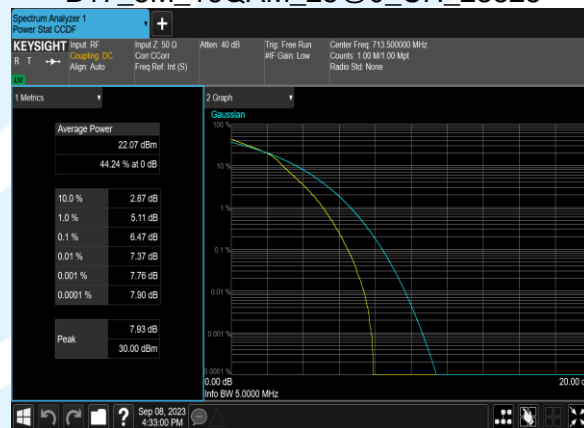 Spectrum Analyzer 1
Power Stat CCDF
KEYSIGHT
R T
LM
Input: RF
Coupling: DC
Align: Auto
Input Z: 50 Ω
Corr CCorr
Freq Ref: Int (S)
Atten: 40 dB
Trig: Free Run
#IF Gain: Low
Center Freq: 713.500000 MHz
Counts: 1.00 M/1.00 Mpt
Radio Std: None
1 Metrics
Average Power
22.07 dBm
44.24 % at 0 dB
10.0 % 2.87 dB
1.0 % 5.11 dB
0.1 % 6.47 dB
0.01 % 7.37 dB
0.001 % 7.76 dB
0.0001 % 7.90 dB
Peak 7.93 dB
30.00 dBm
2 Graph
Gaussian
100 %
10 %
1 %
0.1 %
0.01 %
0.001 %
0.0001 %
0.00 dB 20.00
Info BW 5.0000 MHz
Sep 08, 2023
4:33:00 PM